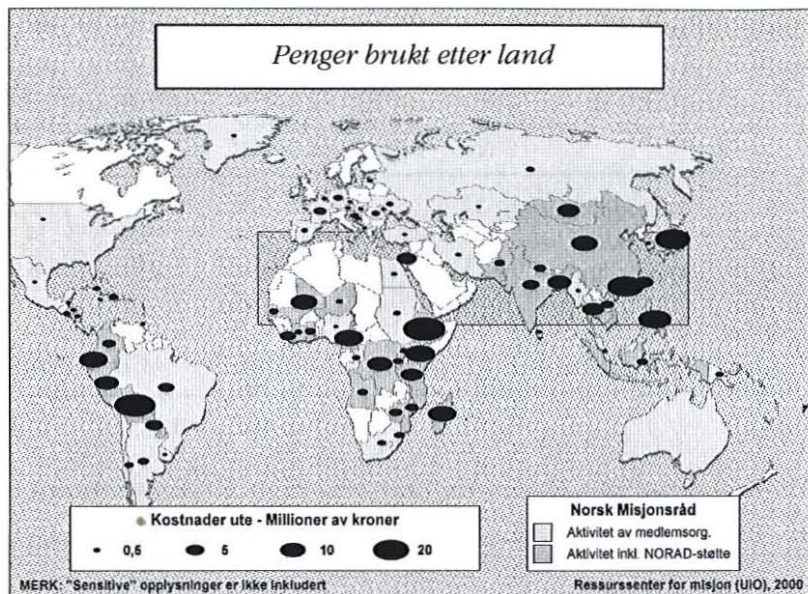 Penger brukt etter land
Kostnader ute - Millioner av kroner
0,5 5 10 20
Norsk Misjonsråd
Aktivitet av medlemsorg.
Aktivitet inkl. NORAD-støtte
MERK: "Sensitive" opplysninger er ikke inkludert
Ressurssenter for misjon (UiO), 2000